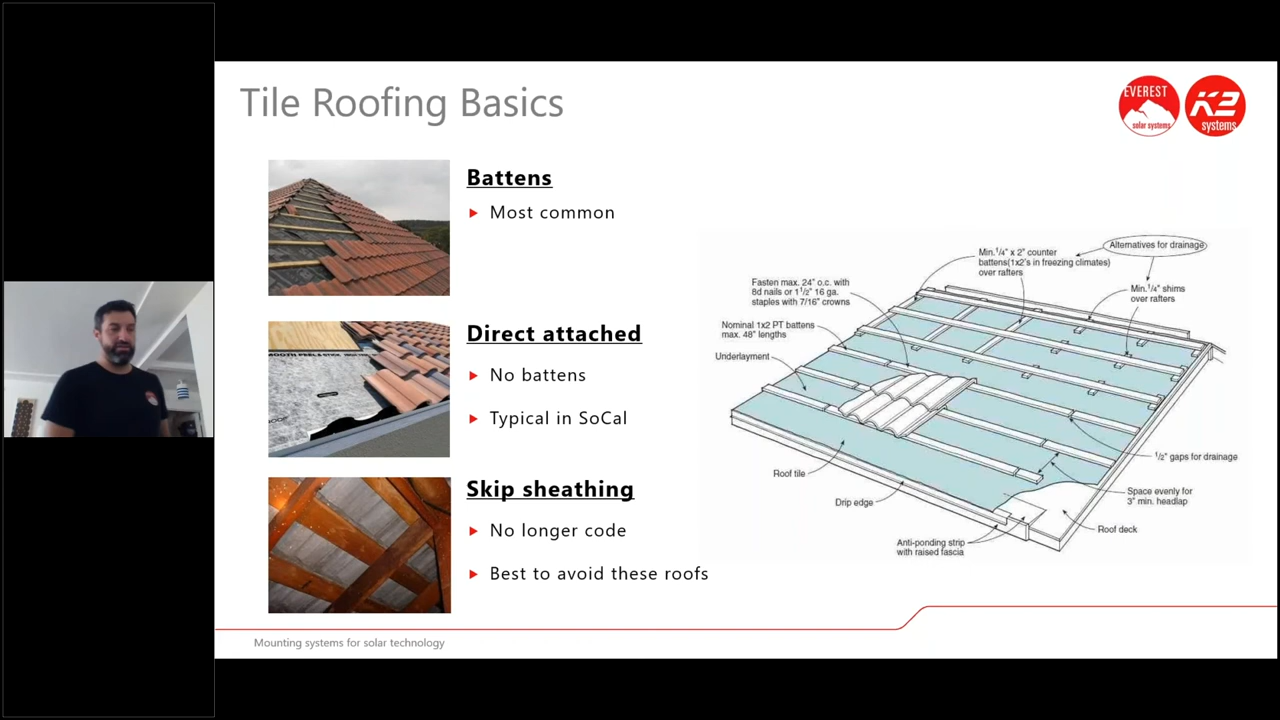 Tile Roofing Basics
EVEREST
solar systems
K2
systems
Battens
Most common
Direct attached
No battens
Typical in SoCal
Skip sheathing
No longer code
Best to avoid these roofs
Alternatives for drainage
Min.1/4" x 2" counter
battens(1x2's in freezing climates)
over rafters
Min.1/4" shims
over rafters
Fasten max. 24" o.c. with
8d nails or 1 1/2" 16 ga.
staples with 7/16" crowns
Nominal 1x2 PT battens
max. 48" lengths
Underlayment
Roof tile
Drip edge
Anti-ponding strip
with raised fascia
1/2" gaps for drainage
Space evenly for
3" min. headlap
Roof deck
Mounting systems for solar technology